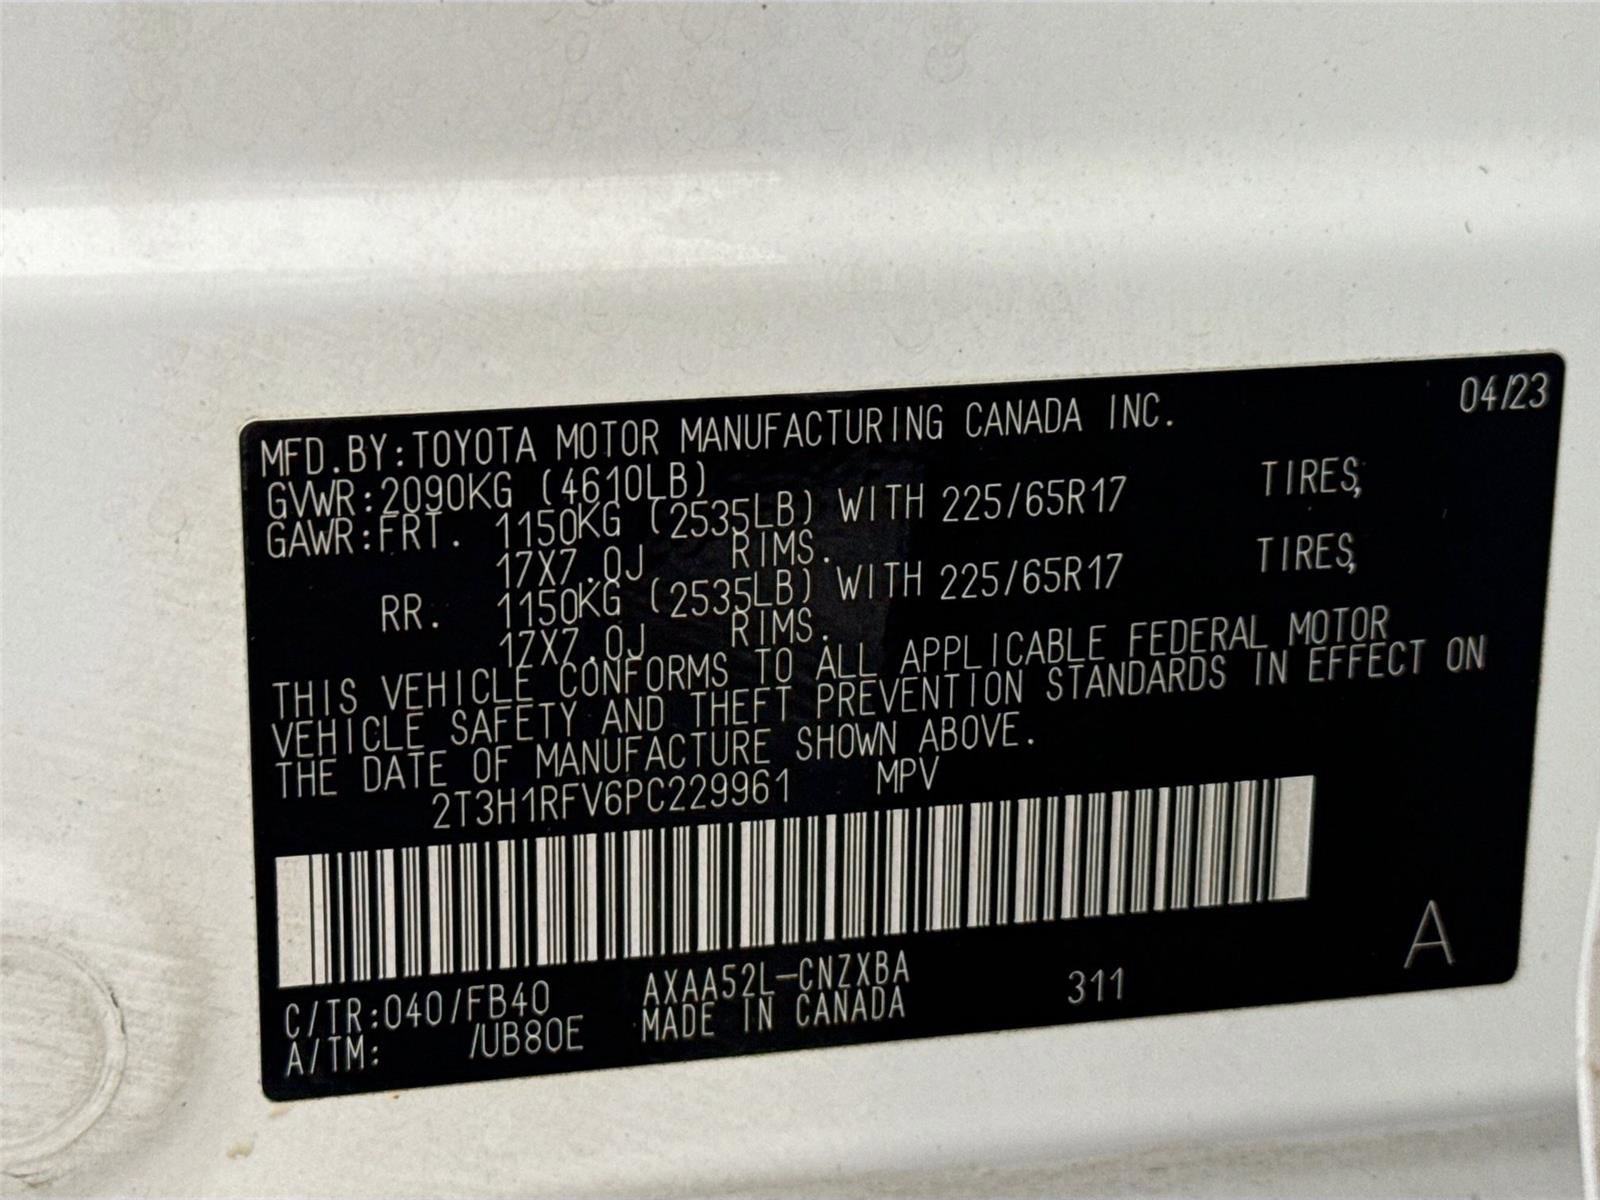 04/23
MFD.BY:TOYOTA MOTOR MANUFACTURING CANADA INC.
GVWR:2090KG (4610LB)
GAWR:FRT. 1150KG (2535LB) WITH 225/65R17 TIRES,
17X7.0J RIMS.
RR. 1150KG (2535LB) WITH 225/65R17 TIRES,
17X7.0J RIMS.
THIS VEHICLE CONFORMS TO ALL APPLICABLE FEDERAL MOTOR
VEHICLE SAFETY AND THEFT PREVENTION STANDARDS IN EFFECT ON
THE DATE OF MANUFACTURE SHOWN ABOVE.
2T3H1RFV6PC229961 MPV
C/TR:040/FB40 AXAA52L-CNZXBA 311 A
A/TM: /UB80E MADE IN CANADA